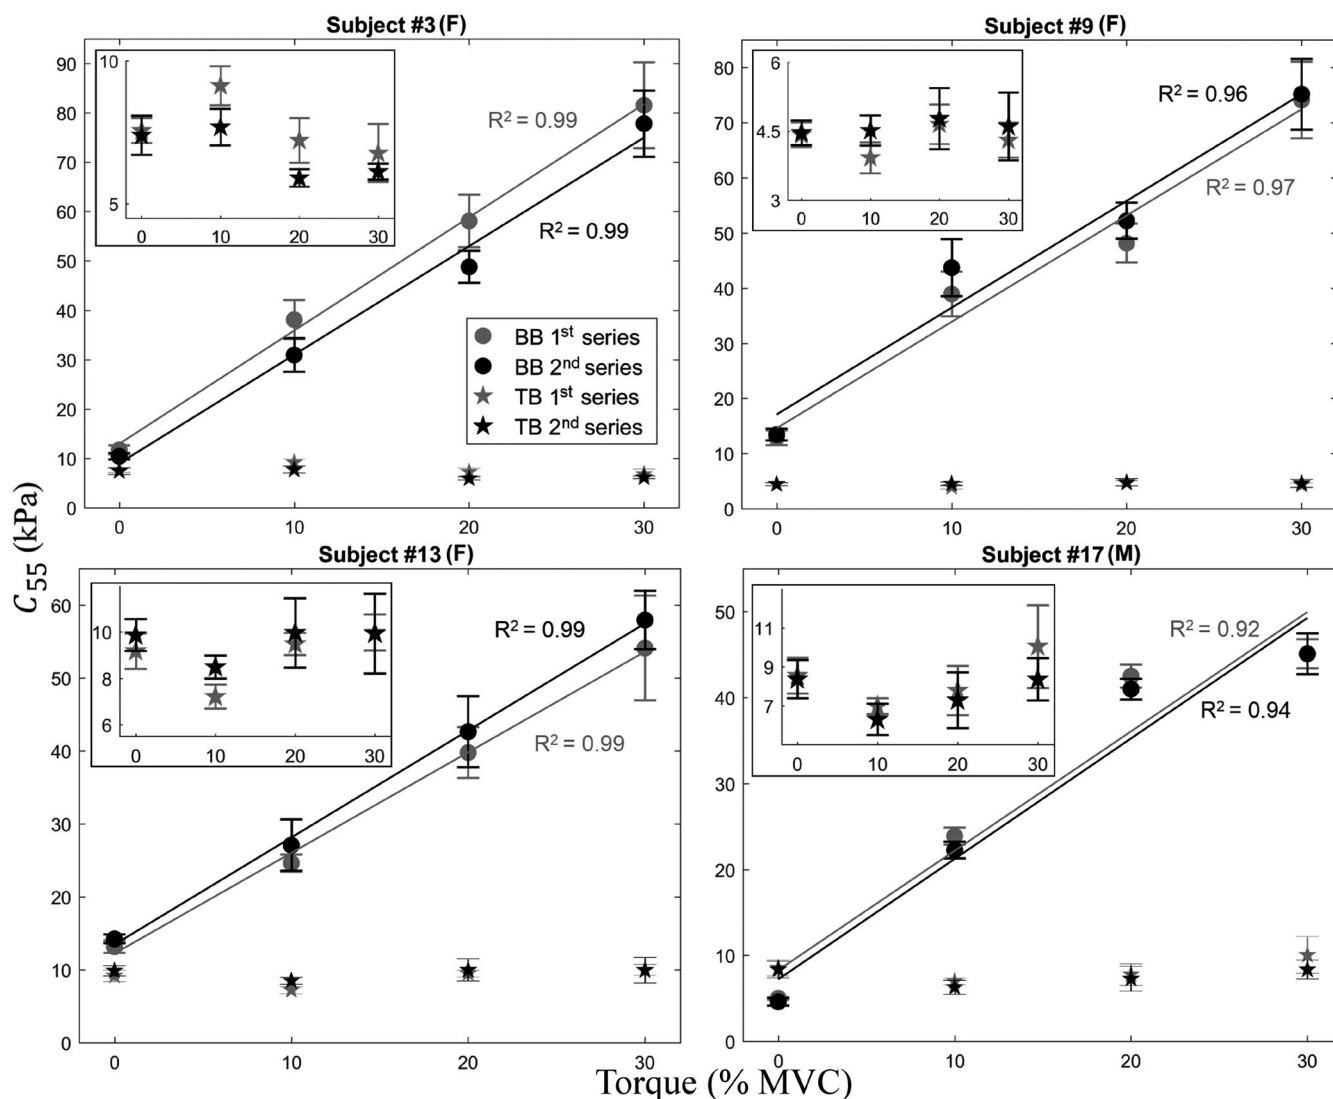 Subject #3 (F)
90
80
70
60
50
40
30
20
10
0
0 10 20 30
10
5
0 10 20 30
R² = 0.99
R² = 0.99
BB 1st series
BB 2nd series
TB 1st series
TB 2nd series
Subject #9 (F)
80
70
60
50
40
30
20
10
0
0 10 20 30
6
4.5
3
0 10 20 30
R² = 0.96
R² = 0.97
C55 (kPa)
Subject #13 (F)
60
50
40
30
20
10
0
0 10 20 30
10
8
6
0 10 20 30
R² = 0.99
R² = 0.99
Subject #17 (M)
50
40
30
20
10
0
0 10 20 30
11
9
7
0 10 20 30
R² = 0.92
R² = 0.94
Torque (% MVC)